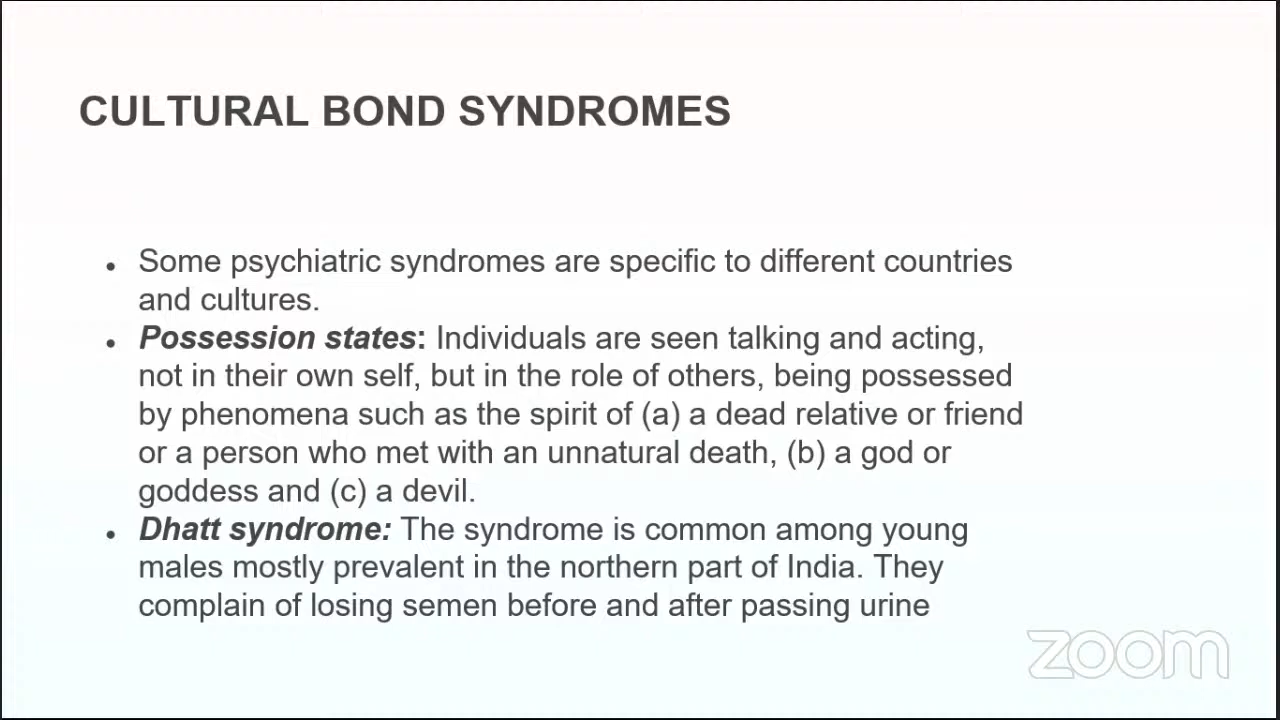 CULTURAL BOND SYNDROMES
• Some psychiatric syndromes are specific to different countries
and cultures.
• Possession states: Individuals are seen talking and acting,
not in their own self, but in the role of others, being possessed
by phenomena such as the spirit of (a) a dead relative or friend
or a person who met with an unnatural death, (b) a god or
goddess and (c) a devil.
• Dhatt syndrome: The syndrome is common among young
males mostly prevalent in the northern part of India. They
complain of losing semen before and after passing urine
zoom